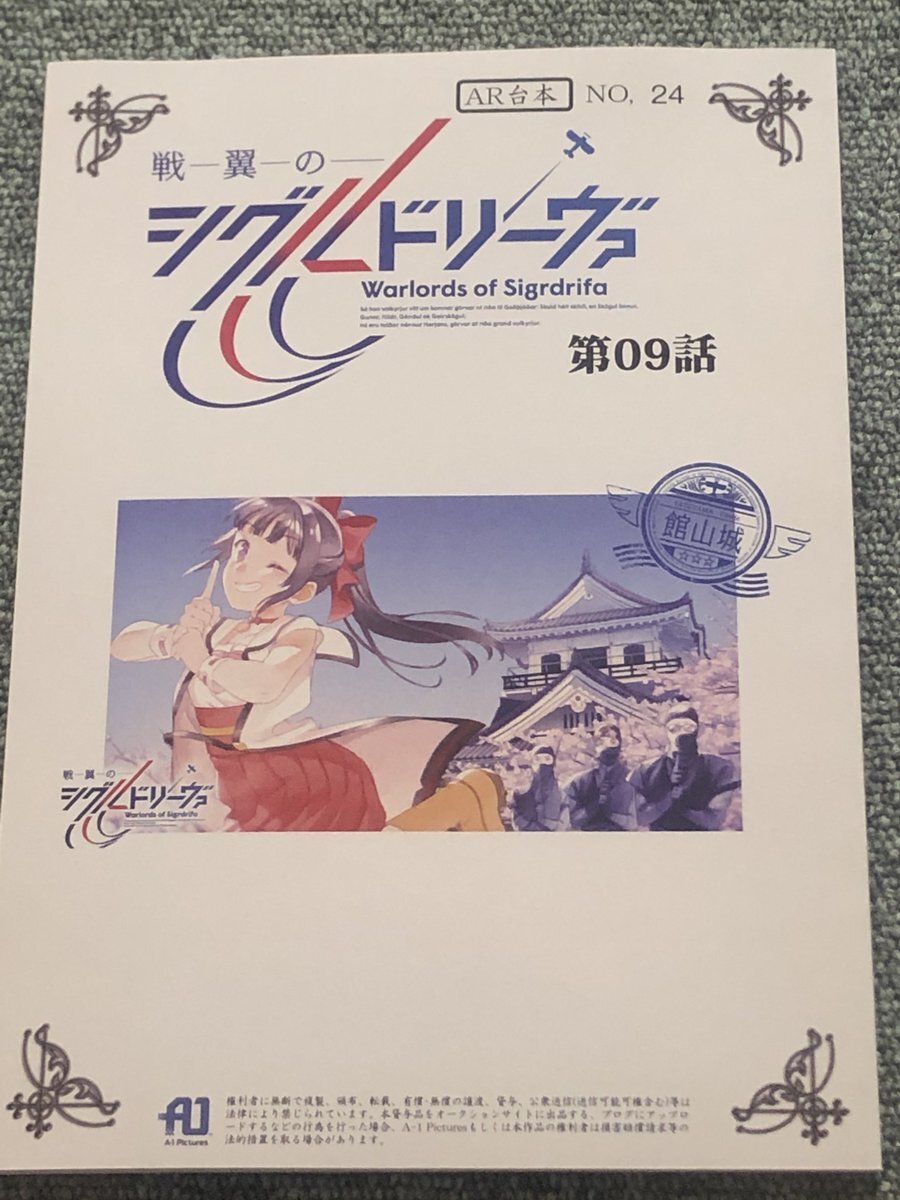 AR台本 NO, 24
戦翼の
シグルドリーヴァ
Warlords of Sigrdrifa
第09話
館山城
戦翼の
シグルドリーヴァ
Warlords of Sigrdrifa
A-1 Pictures
権利者に無断で複製、頒布、転載、有償・無償の譲渡、貸与、公衆送信(送信可能可権含む)等は
法律により禁じられています。本貸与品をオークションサイトに出品する、ブログにアップロ
ードするなどの行為を行った場合、A-1 Picturesもしくは本作品の権利者は損害賠償請求等の
法的措置を取る場合があります。